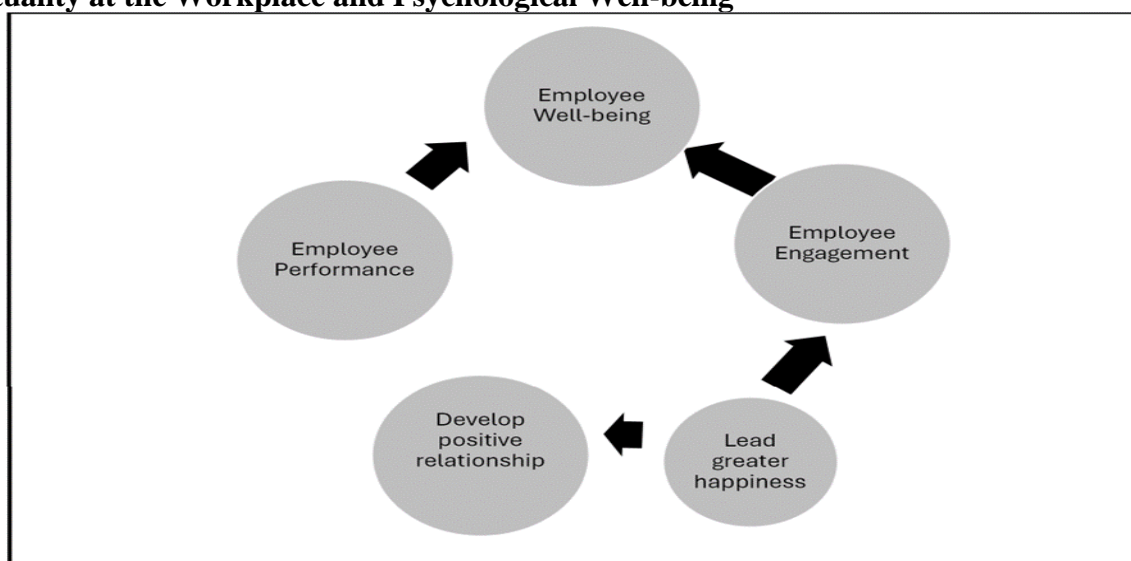 at the Workplace and Psychological Well-being
Employee
Well-being
Employee
Engagement
Employee
Performance
Develop
positive
relationship
Lead
greater
happiness